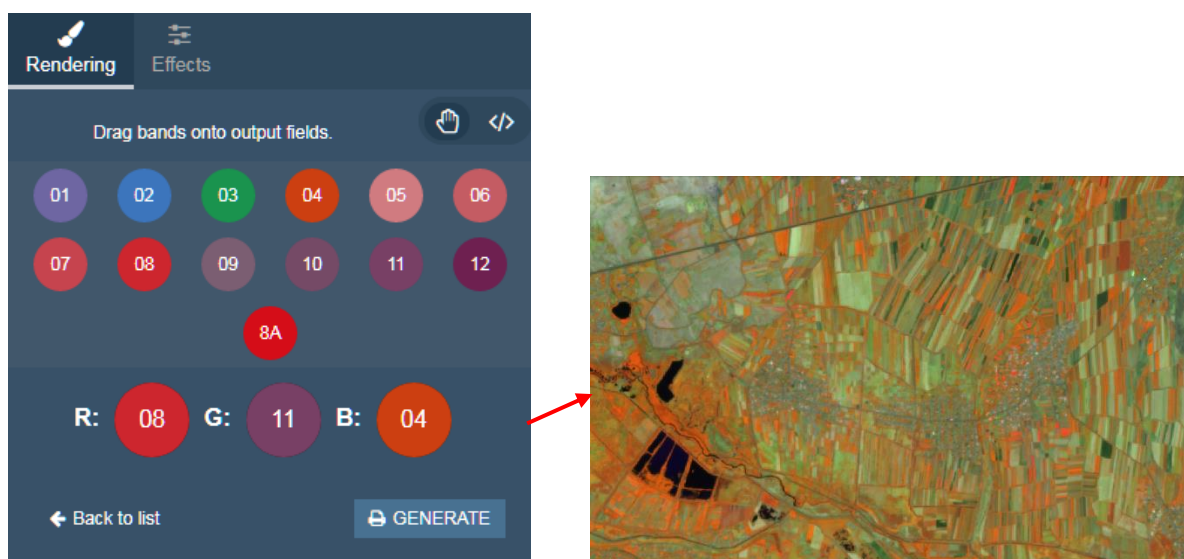 Rendering Effects
Drag bands onto output fields. </>
01 02 03 04 05 06
07 08 09 10 11 12
8A
R: 08 G: 11 B: 04
Back to list GENERATE